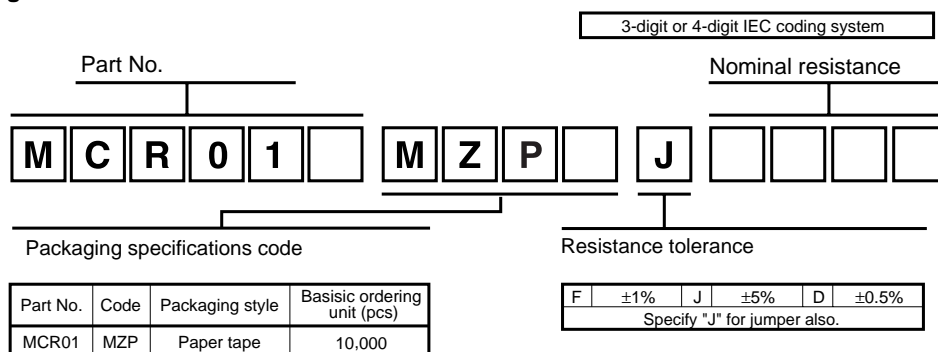 3-digit or 4-digit IEC coding system
Part No.
Nominal resistance
M C R 0 1 M Z P J
Packaging specifications code
Resistance tolerance
Part No. Code Packaging style Basisic ordering
unit (pcs)
MCR01 MZP Paper tape 10,000
F ±1% J ±5% D ±0.5%
Specify "J" for jumper also.